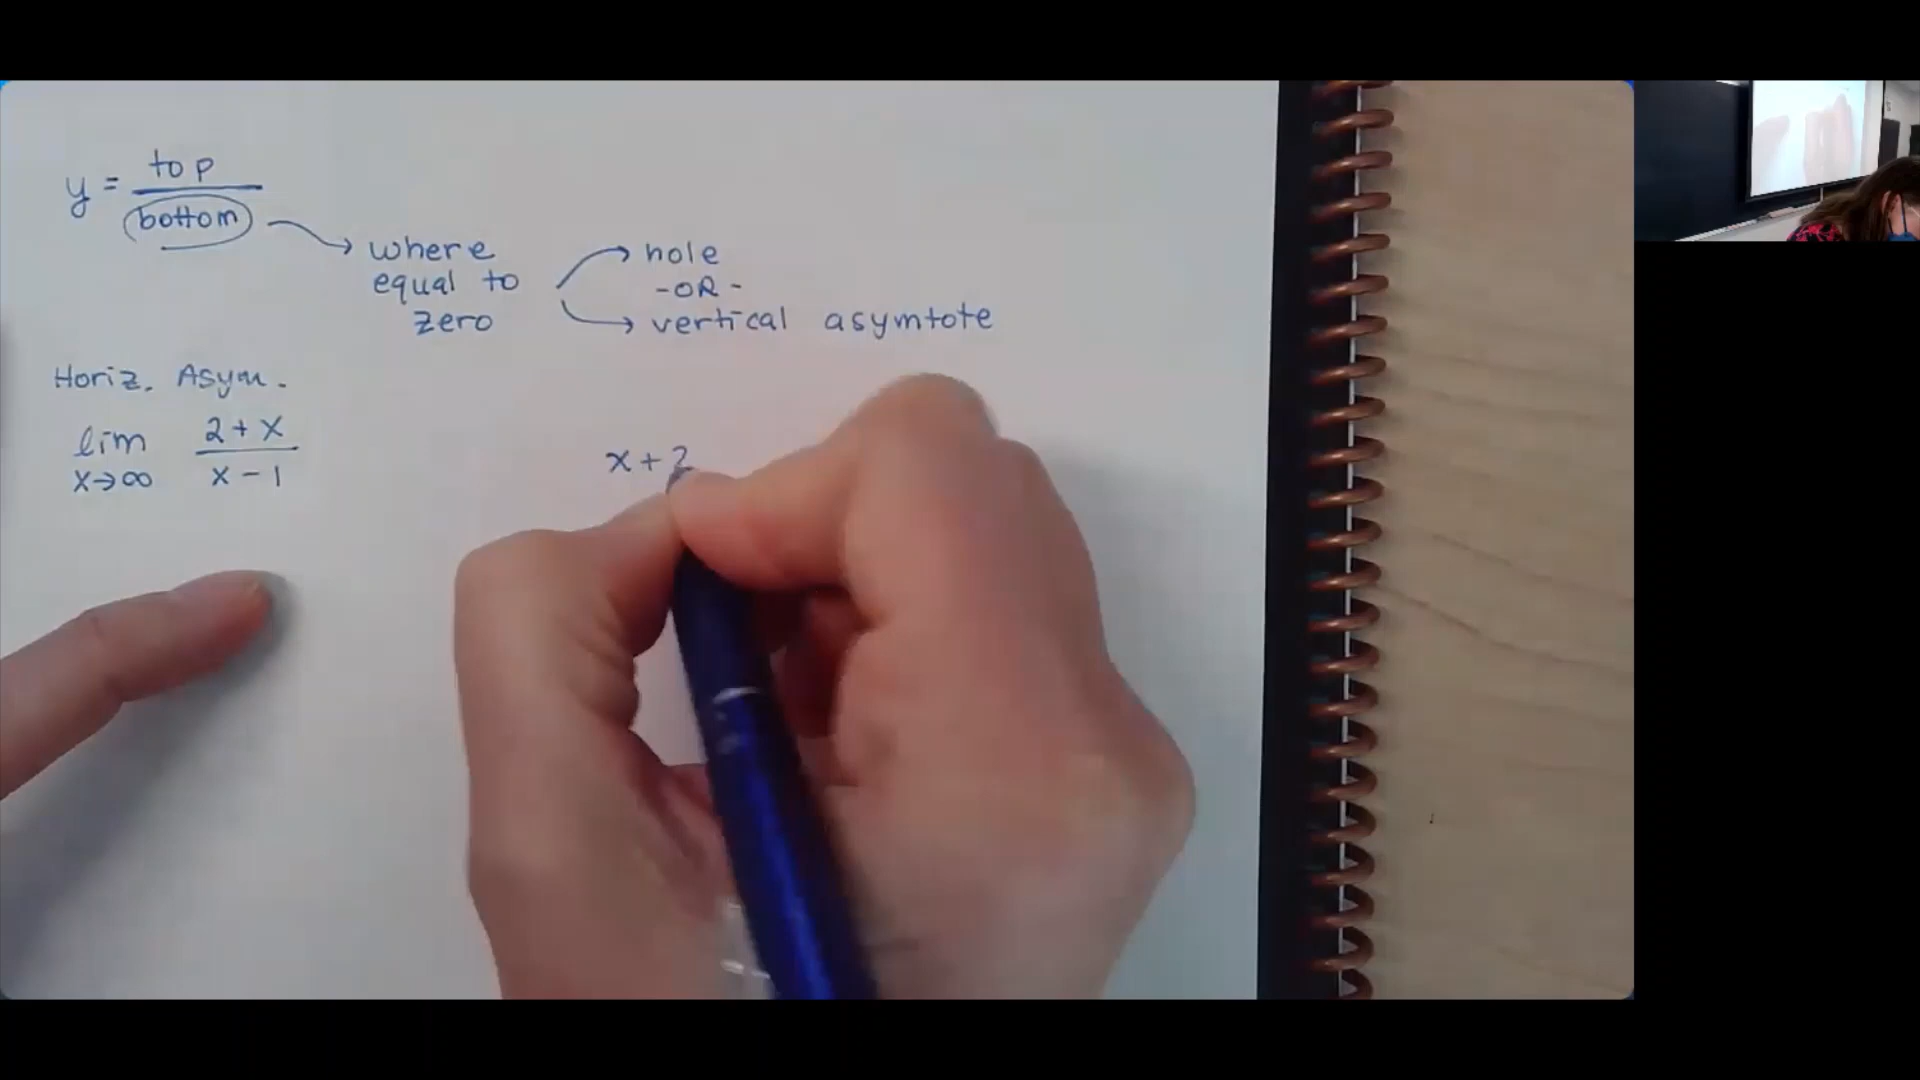 y = top / bottom
where equal to zero
hole
-OR-
vertical asymtote
Horiz. Asym.
lim x→∞ 2+x / x-1
x+2